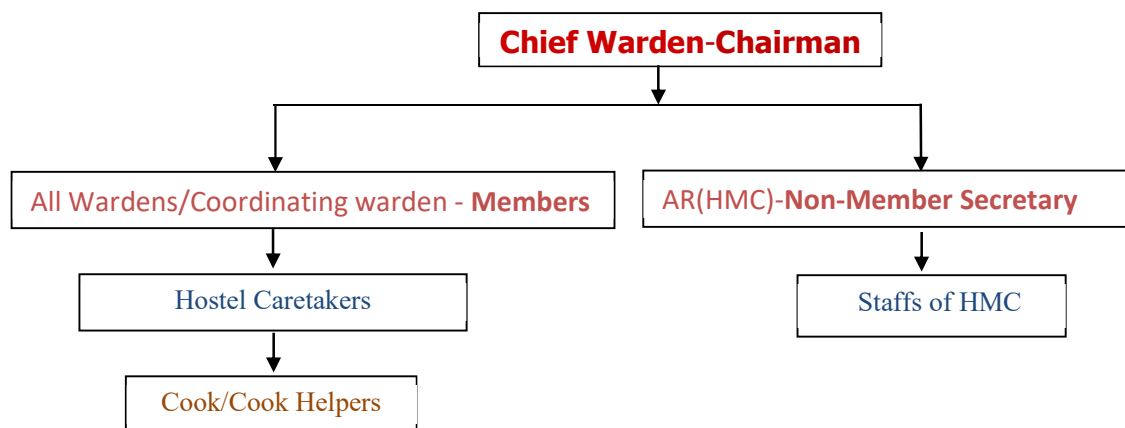 Chief Warden-Chairman
All Wardens/Coordinating warden - Members
AR(HMC)-Non-Member Secretary
Hostel Caretakers
Staffs of HMC
Cook/Cook Helpers